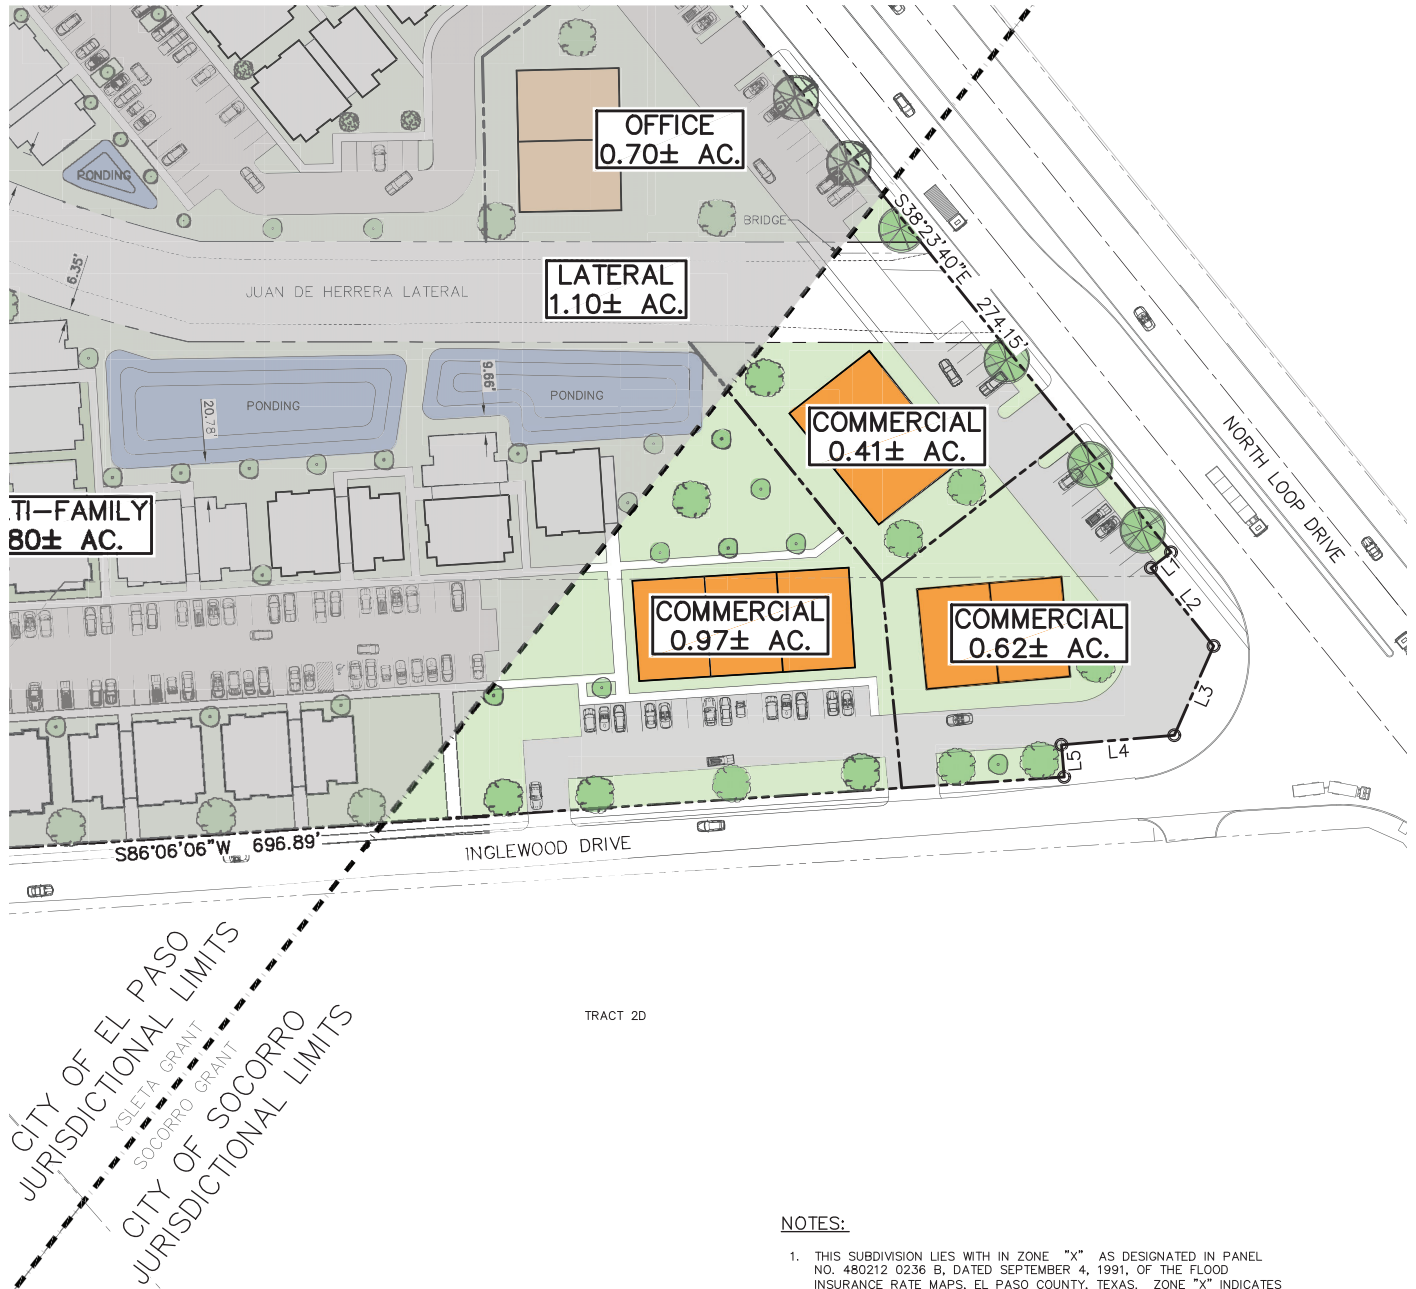 OFFICE
0.70± AC.
PONDING
BRIDGE
S38°23'40"E 274.15'
LATERAL
1.10± AC.
JUAN DE HERRERA LATERAL
6.35'
9.66'
20.78'
PONDING
PONDING
COMMERCIAL
0.41± AC.
NORTH LOOP DRIVE
TI-FAMILY
80± AC.
L1
L2
COMMERCIAL
0.97± AC.
COMMERCIAL
0.62± AC.
L3
L4
L5
S86°06'06"W 696.89'
INGLEWOOD DRIVE
CITY OF EL PASO
JURISDICTIONAL LIMITS
YSLETA GRANT
SOCORRO GRANT
CITY OF SOCORRO
JURISDICTIONAL LIMITS
TRACT 2D
NOTES:
1. THIS SUBDIVISION LIES WITH IN ZONE "X" AS DESIGNATED IN PANEL
NO. 480212 0236 B, DATED SEPTEMBER 4, 1991, OF THE FLOOD
INSURANCE RATE MAPS, EL PASO COUNTY, TEXAS. ZONE "X" INDICATES